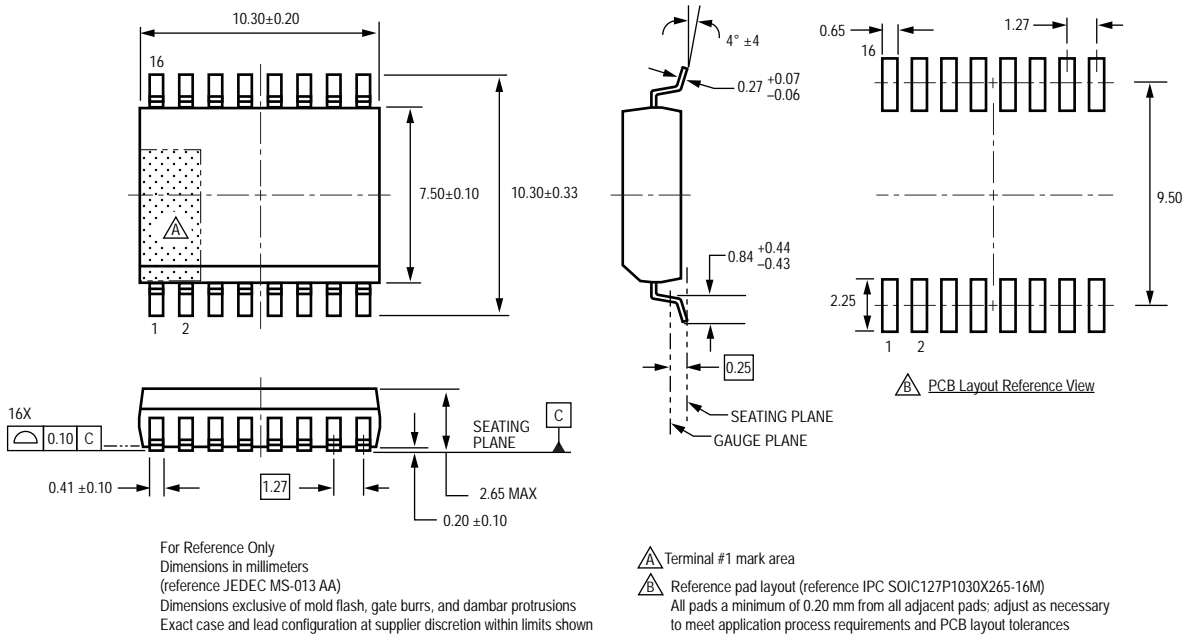 10.30±0.20
16
7.50±0.10
10.30±0.33
A
1 2
4° ±4
0.27 +0.07
–0.06
0.84 +0.44
–0.43
0.25
SEATING PLANE
GAUGE PLANE
0.65
1.27
16
9.50
2.25
1 2
B PCB Layout Reference View
16X
0.10 C
SEATING
PLANE
C
0.41 ±0.10
1.27
2.65 MAX
0.20 ±0.10
For Reference Only
Dimensions in millimeters
(reference JEDEC MS-013 AA)
Dimensions exclusive of mold flash, gate burrs, and dambar protrusions
Exact case and lead configuration at supplier discretion within limits shown
A Terminal #1 mark area
B Reference pad layout (reference IPC SOIC127P1030X265-16M)
All pads a minimum of 0.20 mm from all adjacent pads; adjust as necessary
to meet application process requirements and PCB layout tolerances